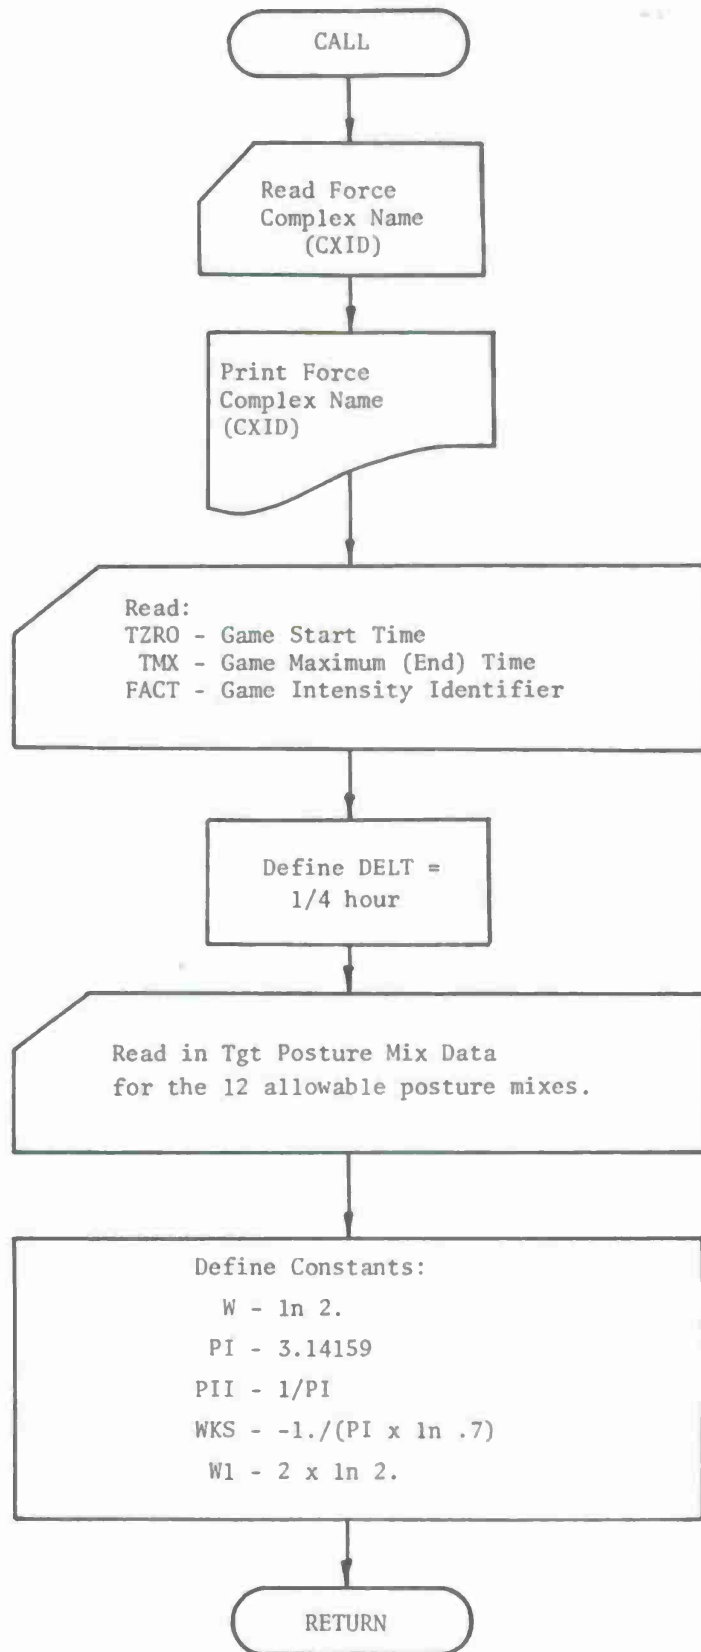 CALL
Read Force
Complex Name
(CXID)
Print Force
Complex Name
(CXID)
Read:
TZRO - Game Start Time
TMX - Game Maximum (End) Time
FACT - Game Intensity Identifier
Define DELT =
1/4 hour
Read in Tgt Posture Mix Data
for the 12 allowable posture mixes.
Define Constants:
W - ln 2.
PI - 3.14159
PII - 1/PI
WKS - -1./(PI x ln .7)
W1 - 2 x ln 2.
RETURN